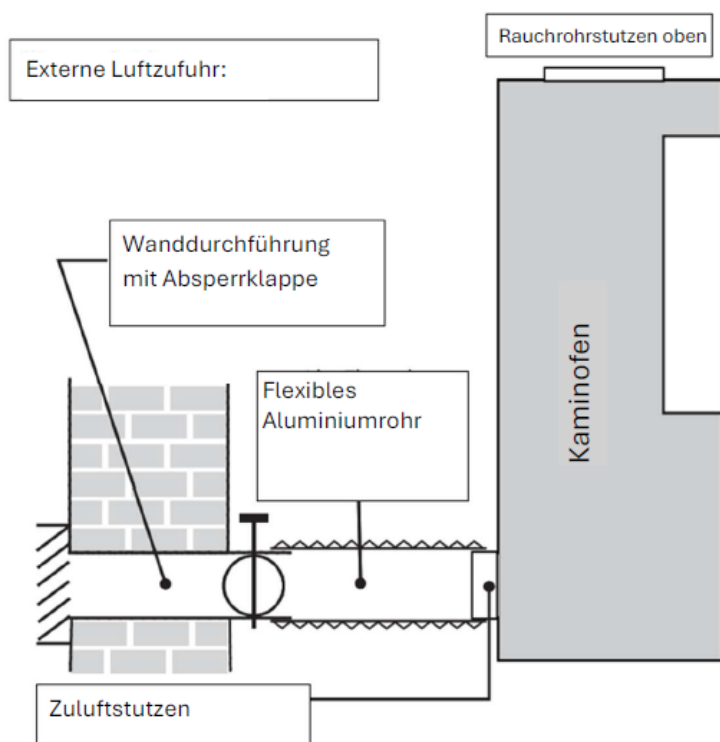 Rauchrohrstutzen oben
Externe Luftzufuhr:
Wanddurchführung
mit Absperrklappe
Flexibles
Aluminiumrohr
Kaminofen
Zuluftstutzen